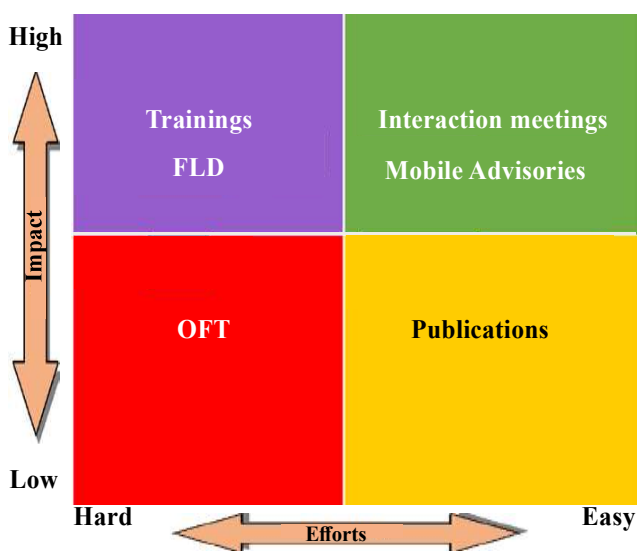 High
Trainings
FLD
Interaction meetings
Mobile Advisories
Impact
OFT
Publications
Low
Hard
Efforts
Easy